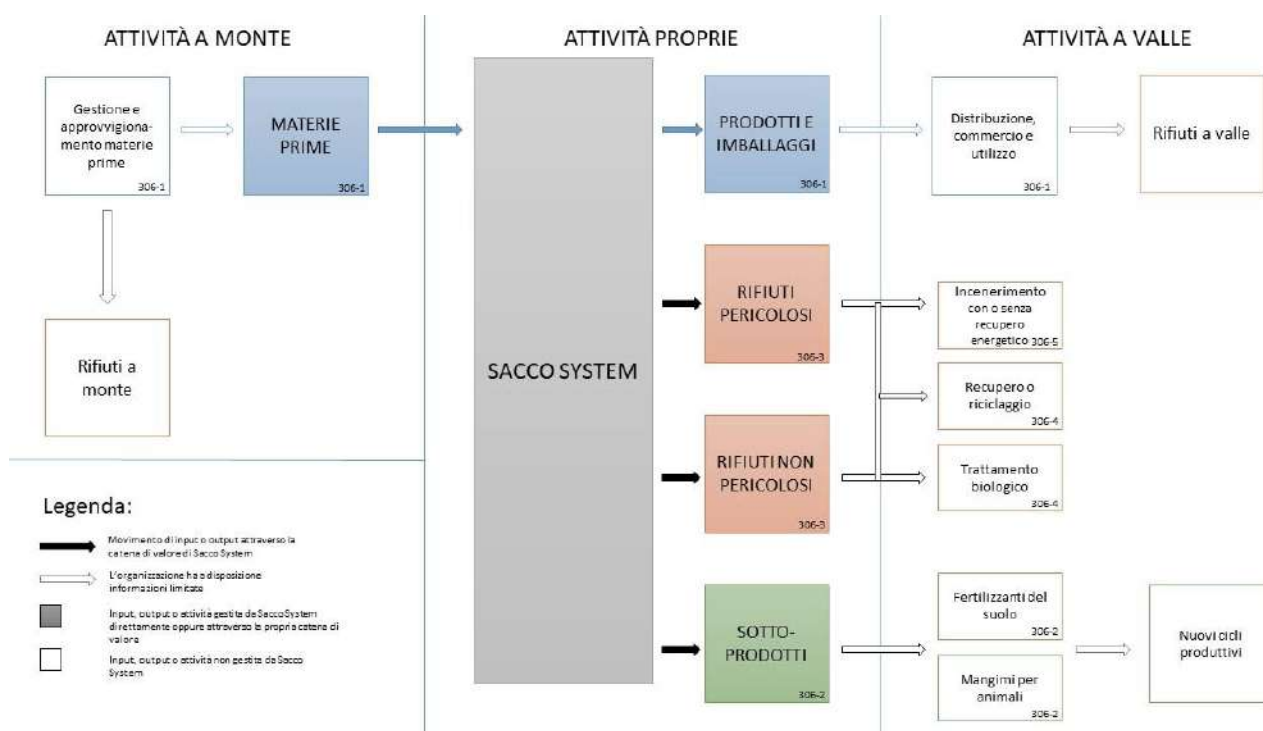 ATTIVITÀ A MONTE
Gestione e
approvvigiona-
mento materie
prime
306-1
MATERIE
PRIME
306-1
Rifiuti a
monte
Legenda:
Movimento di input o output attraverso la
catena di valore di Sacco System
L'organizzazione ha a disposizione
informazioni limitate
Input, output o attività gestita da Sacco System
direttamente oppure attraverso la propria catena di
valore
Input, output o attività non gestita da Sacco
System
ATTIVITÀ PROPRIE
SACCO SYSTEM
PRODOTTI E
IMBALLAGGI
306-1
RIFIUTI
PERICOLOSI
306-3
RIFIUTI NON
PERICOLOSI
306-3
SOTTO-
PRODOTTI
306-2
ATTIVITÀ A VALLE
Distribuzione,
commercio e
utilizzo
306-1
Rifiuti a valle
Incenerimento
con o senza
recupero
energetico
306-5
Recupero o
riciclaggio
306-4
Trattamento
biologico
306-4
Fertilizzanti del
suolo
306-2
Mangimi per
animali
306-2
Nuovi cicli
produttivi